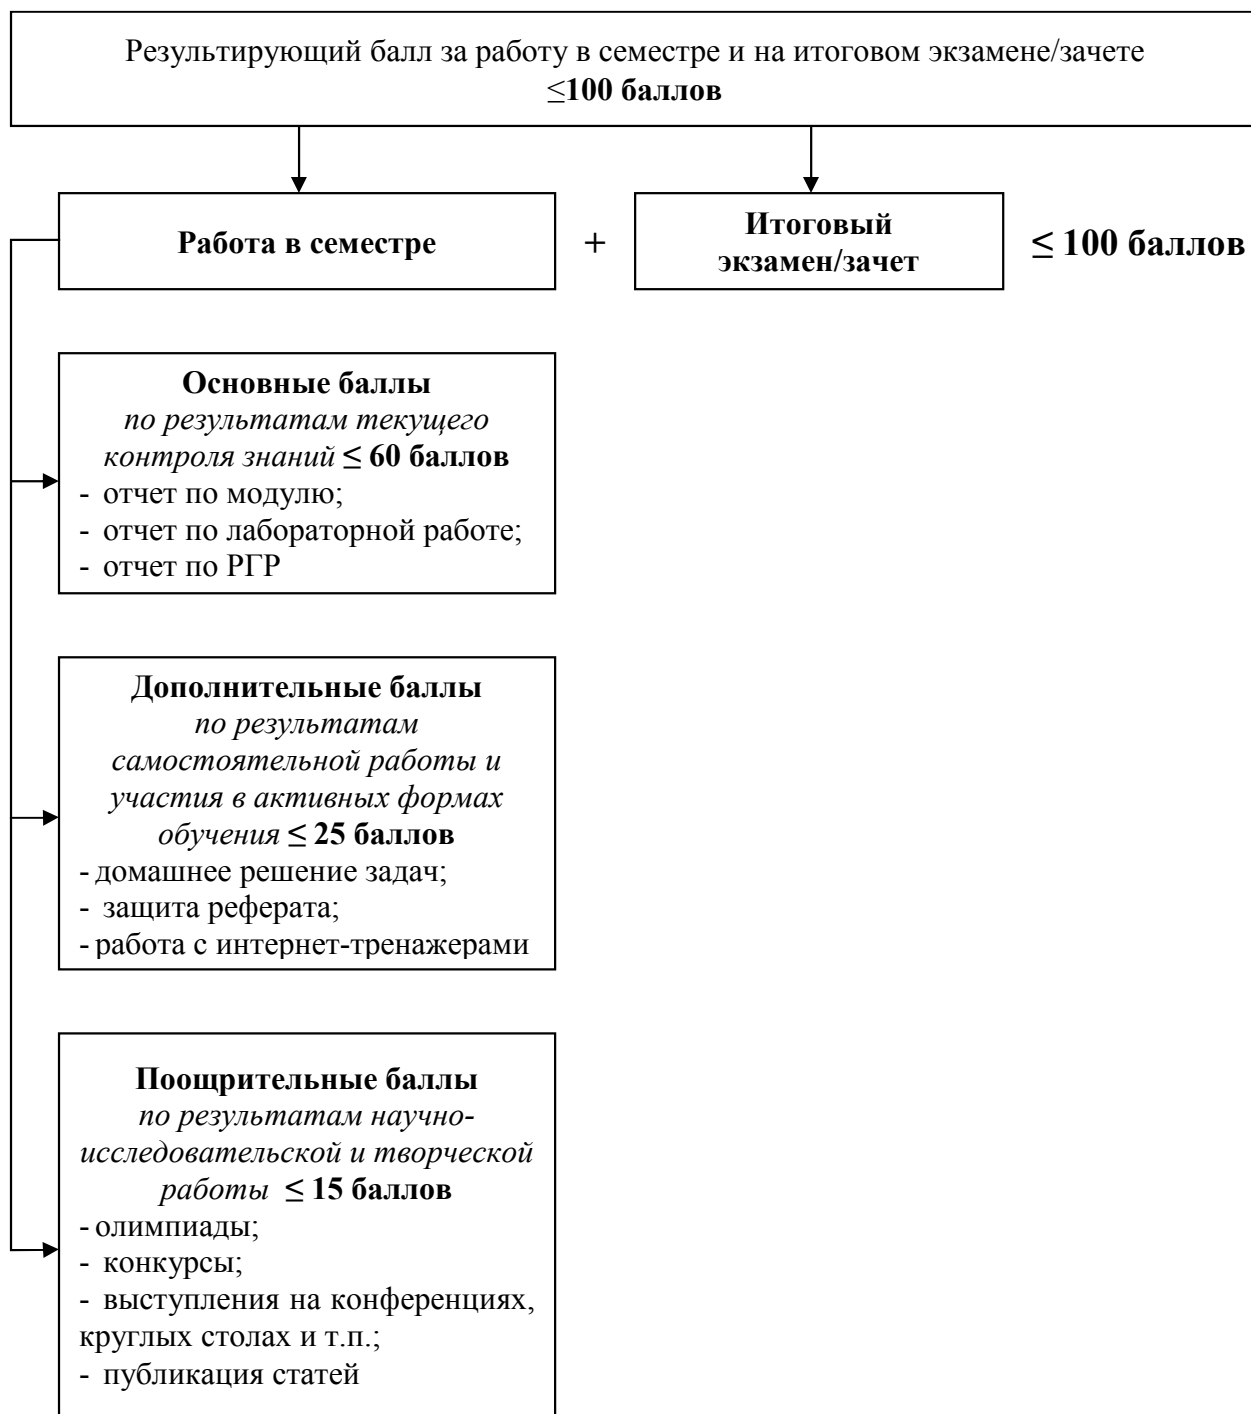 Результирующий балл за работу в семестре и на итоговом экзамене/зачете
≤100 баллов
Работа в семестре
+
Итоговый
экзамен/зачет
≤ 100 баллов
Основные баллы
по результатам текущего
контроля знаний ≤ 60 баллов
- отчет по модулю;
- отчет по лабораторной работе;
- отчет по РГР
Дополнительные баллы
по результатам
самостоятельной работы и
участия в активных формах
обучения ≤ 25 баллов
- домашнее решение задач;
- защита реферата;
- работа с интернет-тренажерами
Поощрительные баллы
по результатам научно-
исследовательской и творческой
работы ≤ 15 баллов
- олимпиады;
- конкурсы;
- выступления на конференциях,
круглых столах и т.п.;
- публикация статей